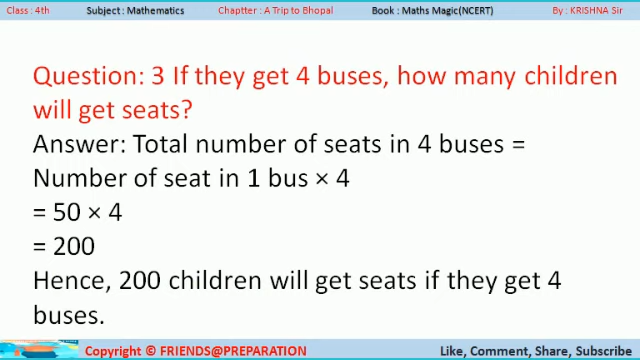 Class : 4th Subject : Mathematics Chaptter : A Trip to Bhopal Book : Maths Magic(NCERT) By : KRISHNA Sir
Question: 3 If they get 4 buses, how many children
will get seats?
Answer: Total number of seats in 4 buses =
Number of seat in 1 bus × 4
= 50 × 4
= 200
Hence, 200 children will get seats if they get 4
buses.
Copyright © FRIENDS@PREPARATION Like, Comment, Share, Subscribe